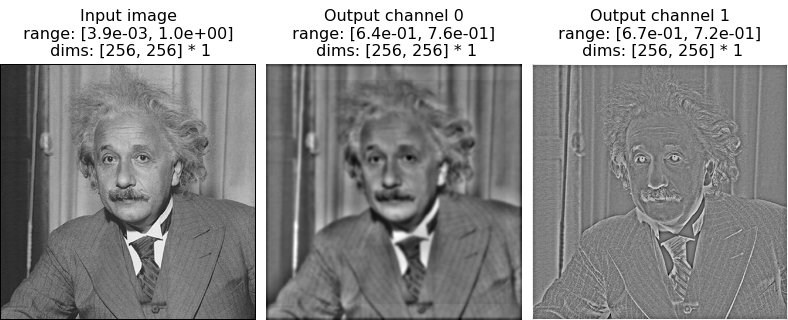 Input image
range: [3.9e-03, 1.0e+00]
dims: [256, 256] * 1
Output channel 0
range: [6.4e-01, 7.6e-01]
dims: [256, 256] * 1
Output channel 1
range: [6.7e-01, 7.2e-01]
dims: [256, 256] * 1